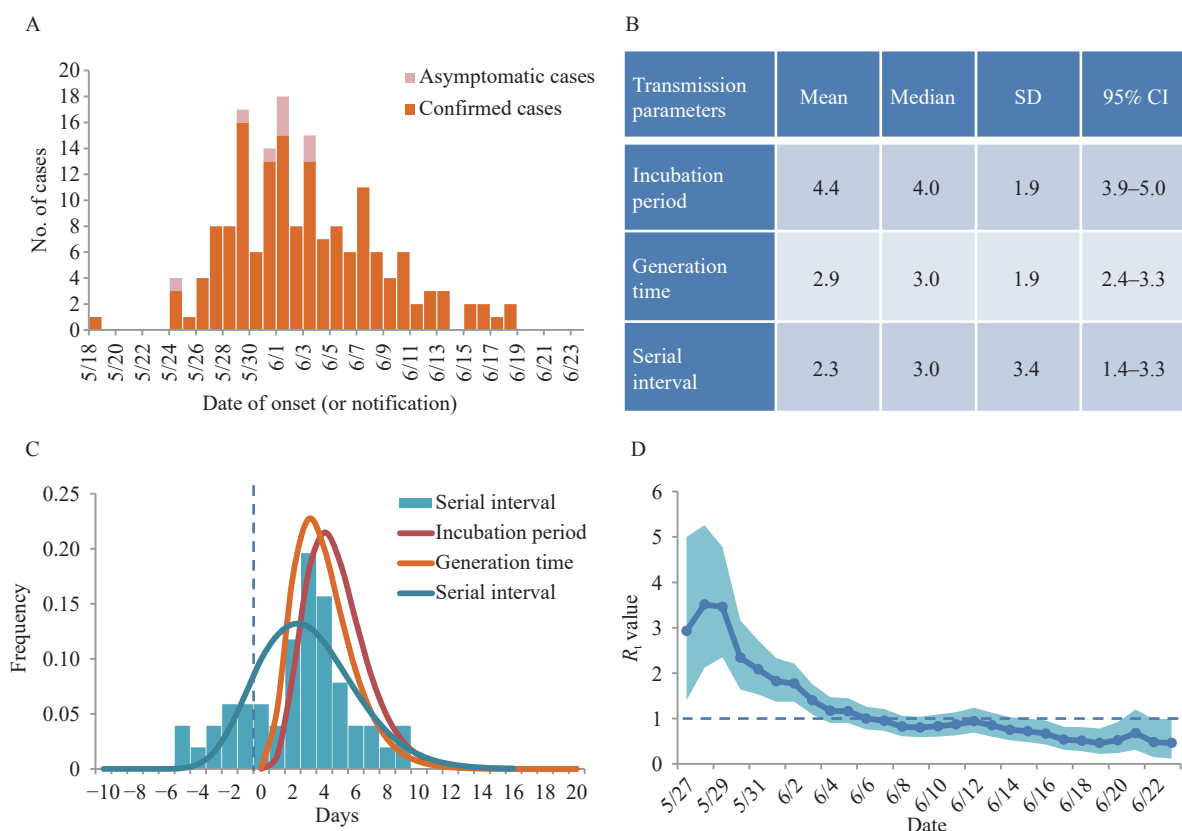 A
20
18
16
14
12
10
8
6
4
2
0
No. of cases
Asymptomatic cases
Confirmed cases
5/18
5/20
5/22
5/24
5/26
5/28
5/30
6/1
6/3
6/5
6/7
6/9
6/11
6/13
6/15
6/17
6/19
6/21
6/23
Date of onset (or notification)
B
Transmission parameters Mean Median SD 95% CI
Incubation period 4.4 4.0 1.9 3.9–5.0
Generation time 2.9 3.0 1.9 2.4–3.3
Serial interval 2.3 3.0 3.4 1.4–3.3
C
0.25
0.20
0.15
0.10
0.05
0
Frequency
Serial interval
Incubation period
Generation time
Serial interval
−10 −8 −6 −4 −2 0 2 4 6 8 10 12 14 16 18 20
Days
D
6
5
4
3
2
1
0
Rt value
5/27
5/29
5/31
6/2
6/4
6/6
6/8
6/10
6/12
6/14
6/16
6/18
6/20
6/22
Date